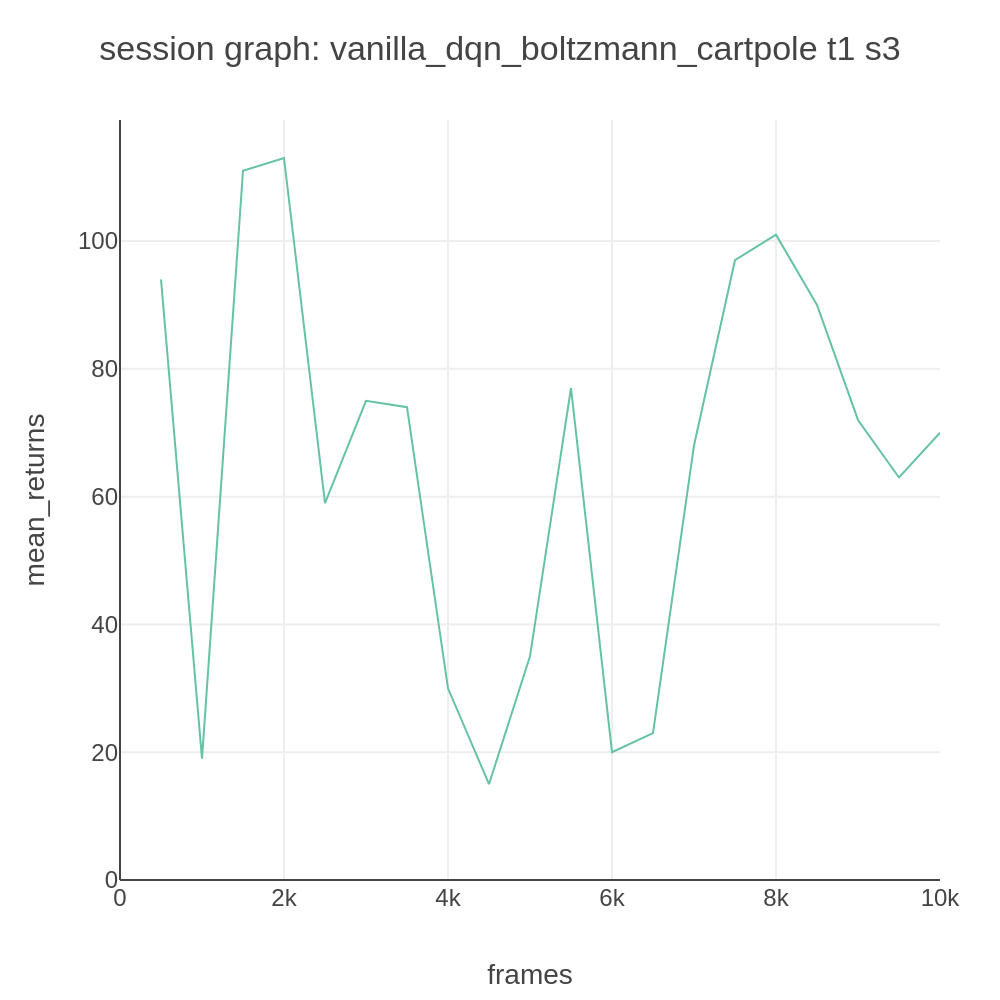 session graph: vanilla_dqn_boltzmann_cartpole t1 s3
mean_returns
100
80
60
40
20
0
0 2k 4k 6k 8k 10k
frames